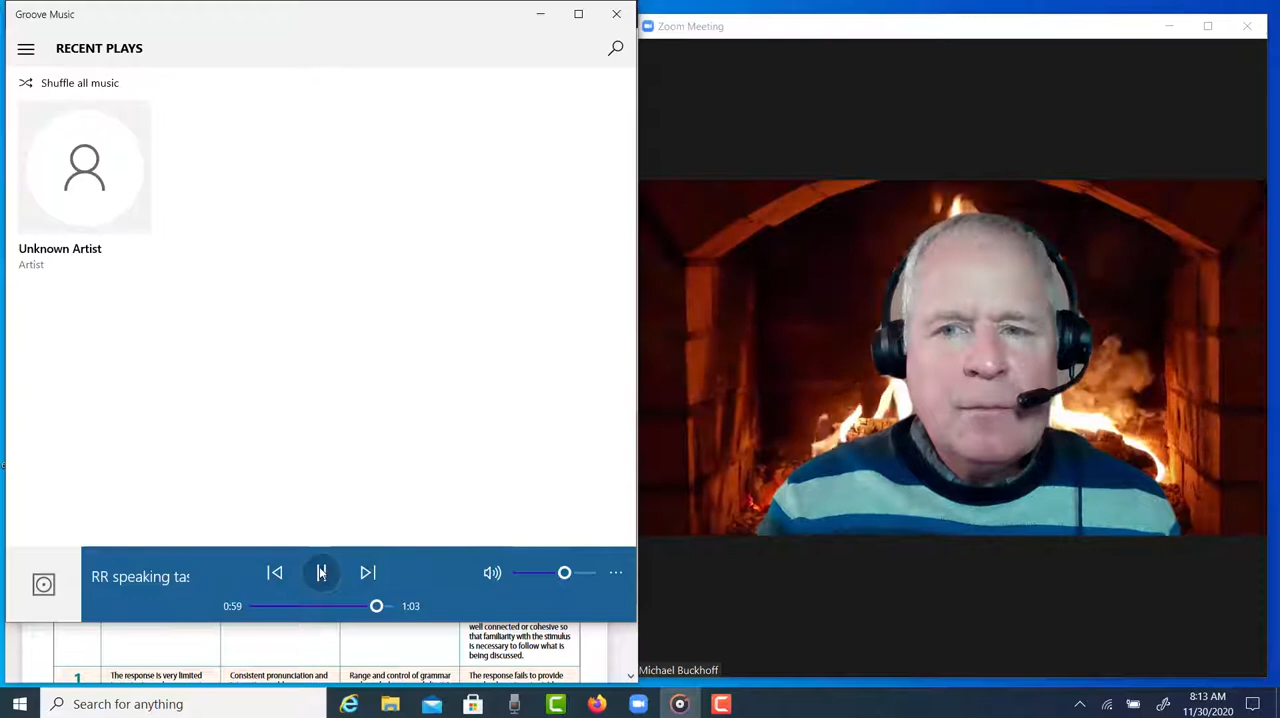 Groove Music
RECENT PLAYS
Shuffle all music
Unknown Artist
Artist
RR speaking tas
0:59
1:03
well connected or cohesive so
that familiarity with the stimulus
is necessary to follow what is
being discussed.
1
The response is very limited
Consistent pronunciation and
Range and control of grammar
The response fails to provide
Zoom Meeting
Michael Buckhoff
Search for anything
8:13 AM
11/30/2020